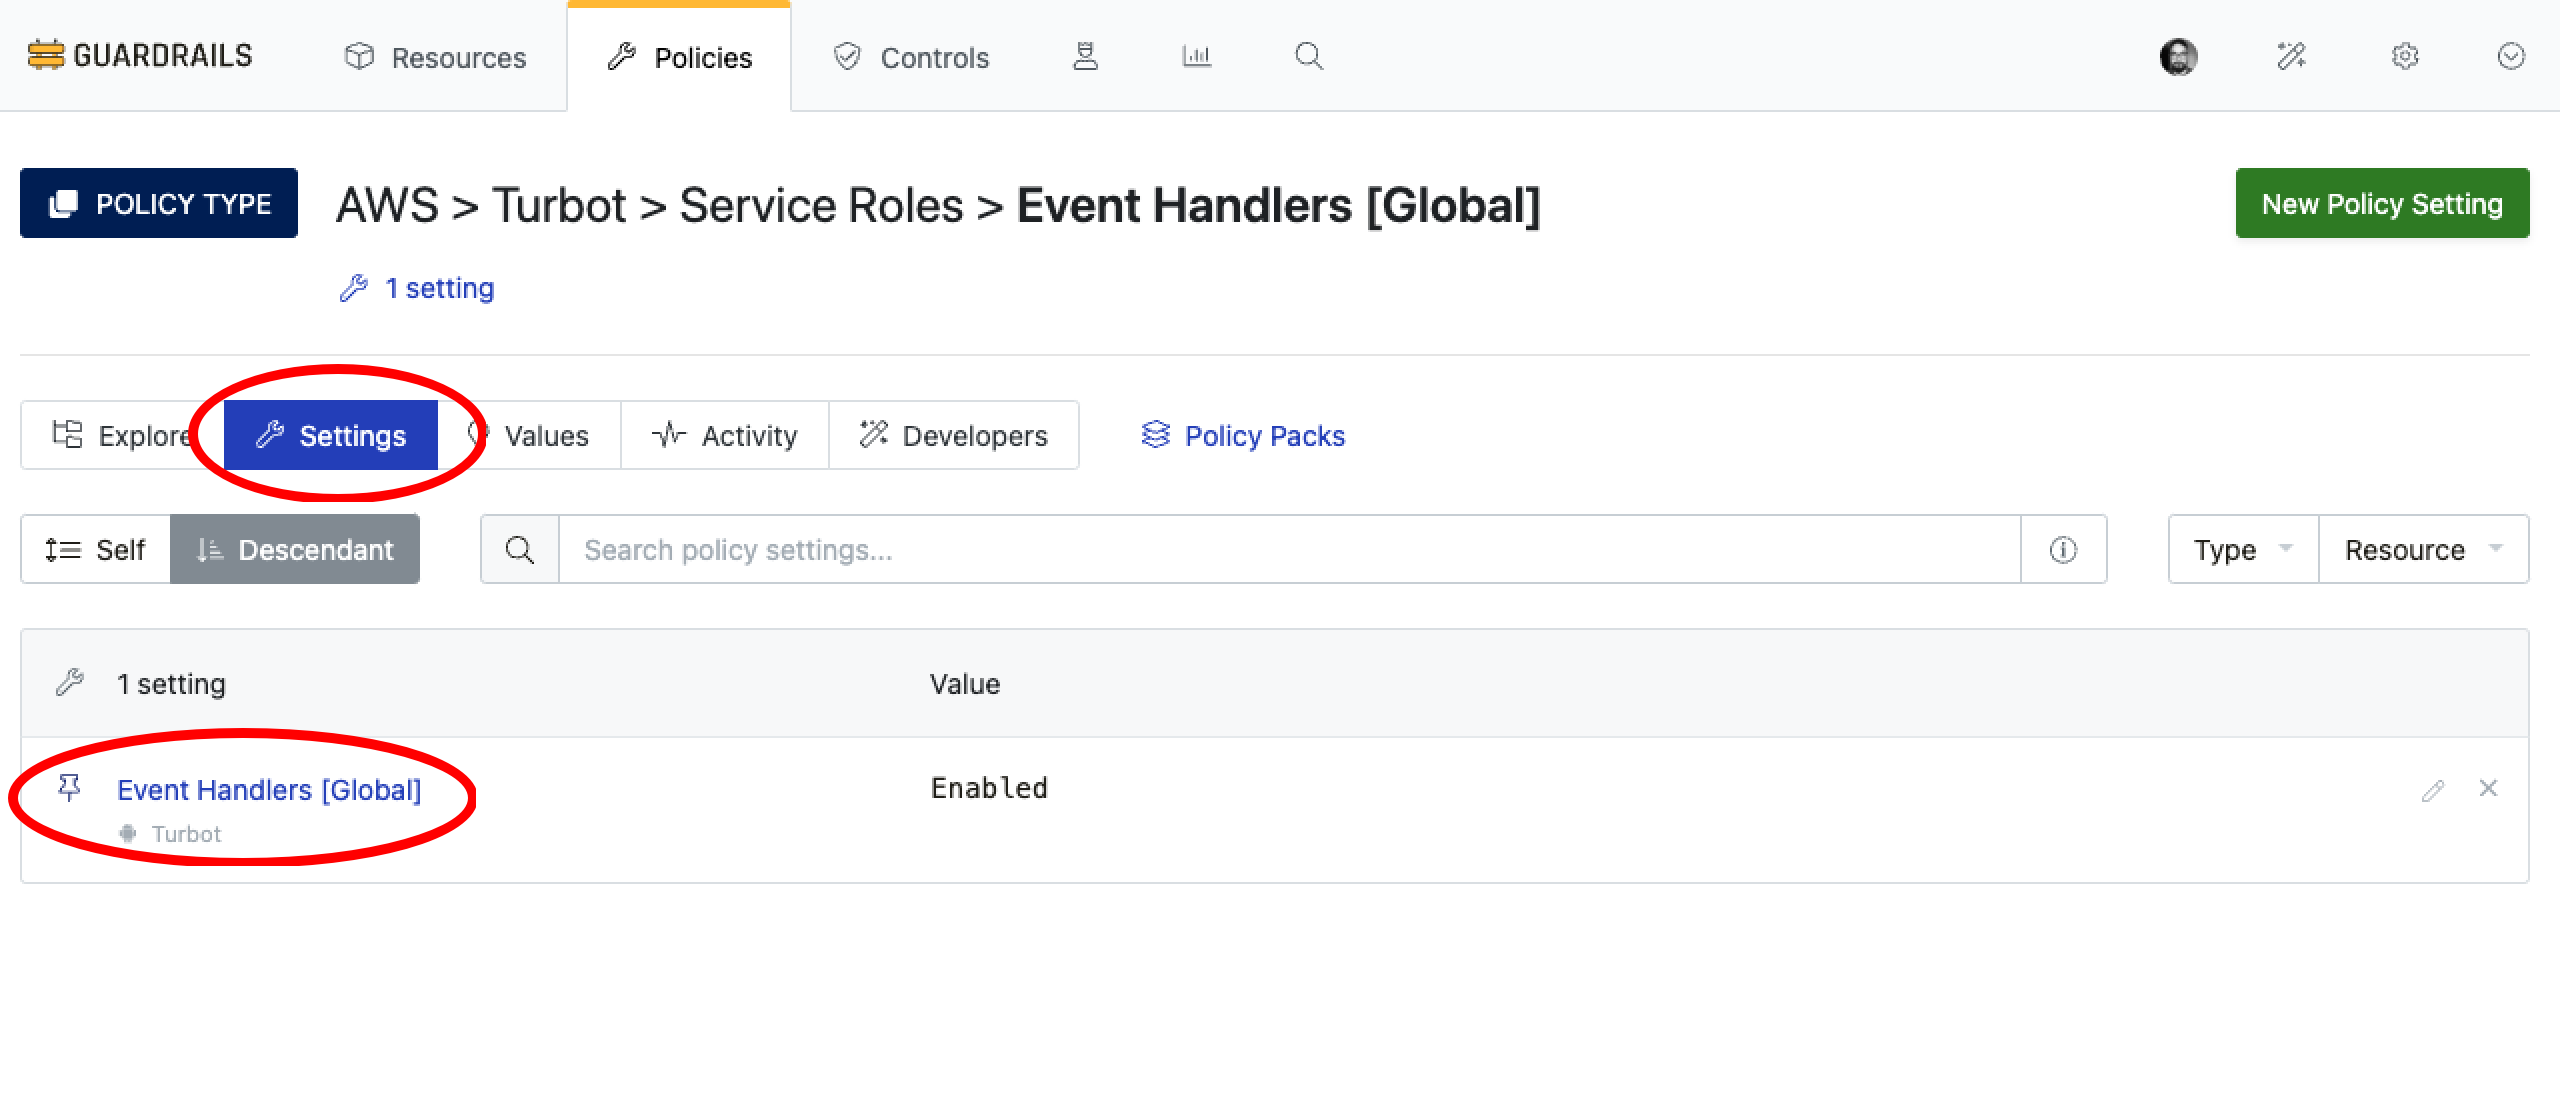 GUARDRAILS Resources Policies Controls
POLICY TYPE AWS > Turbot > Service Roles > Event Handlers [Global] New Policy Setting
1 setting
Explore Settings Values Activity Developers Policy Packs
Self Descendant Search policy settings... Type Resource
1 setting Value
Event Handlers [Global] Enabled
Turbot